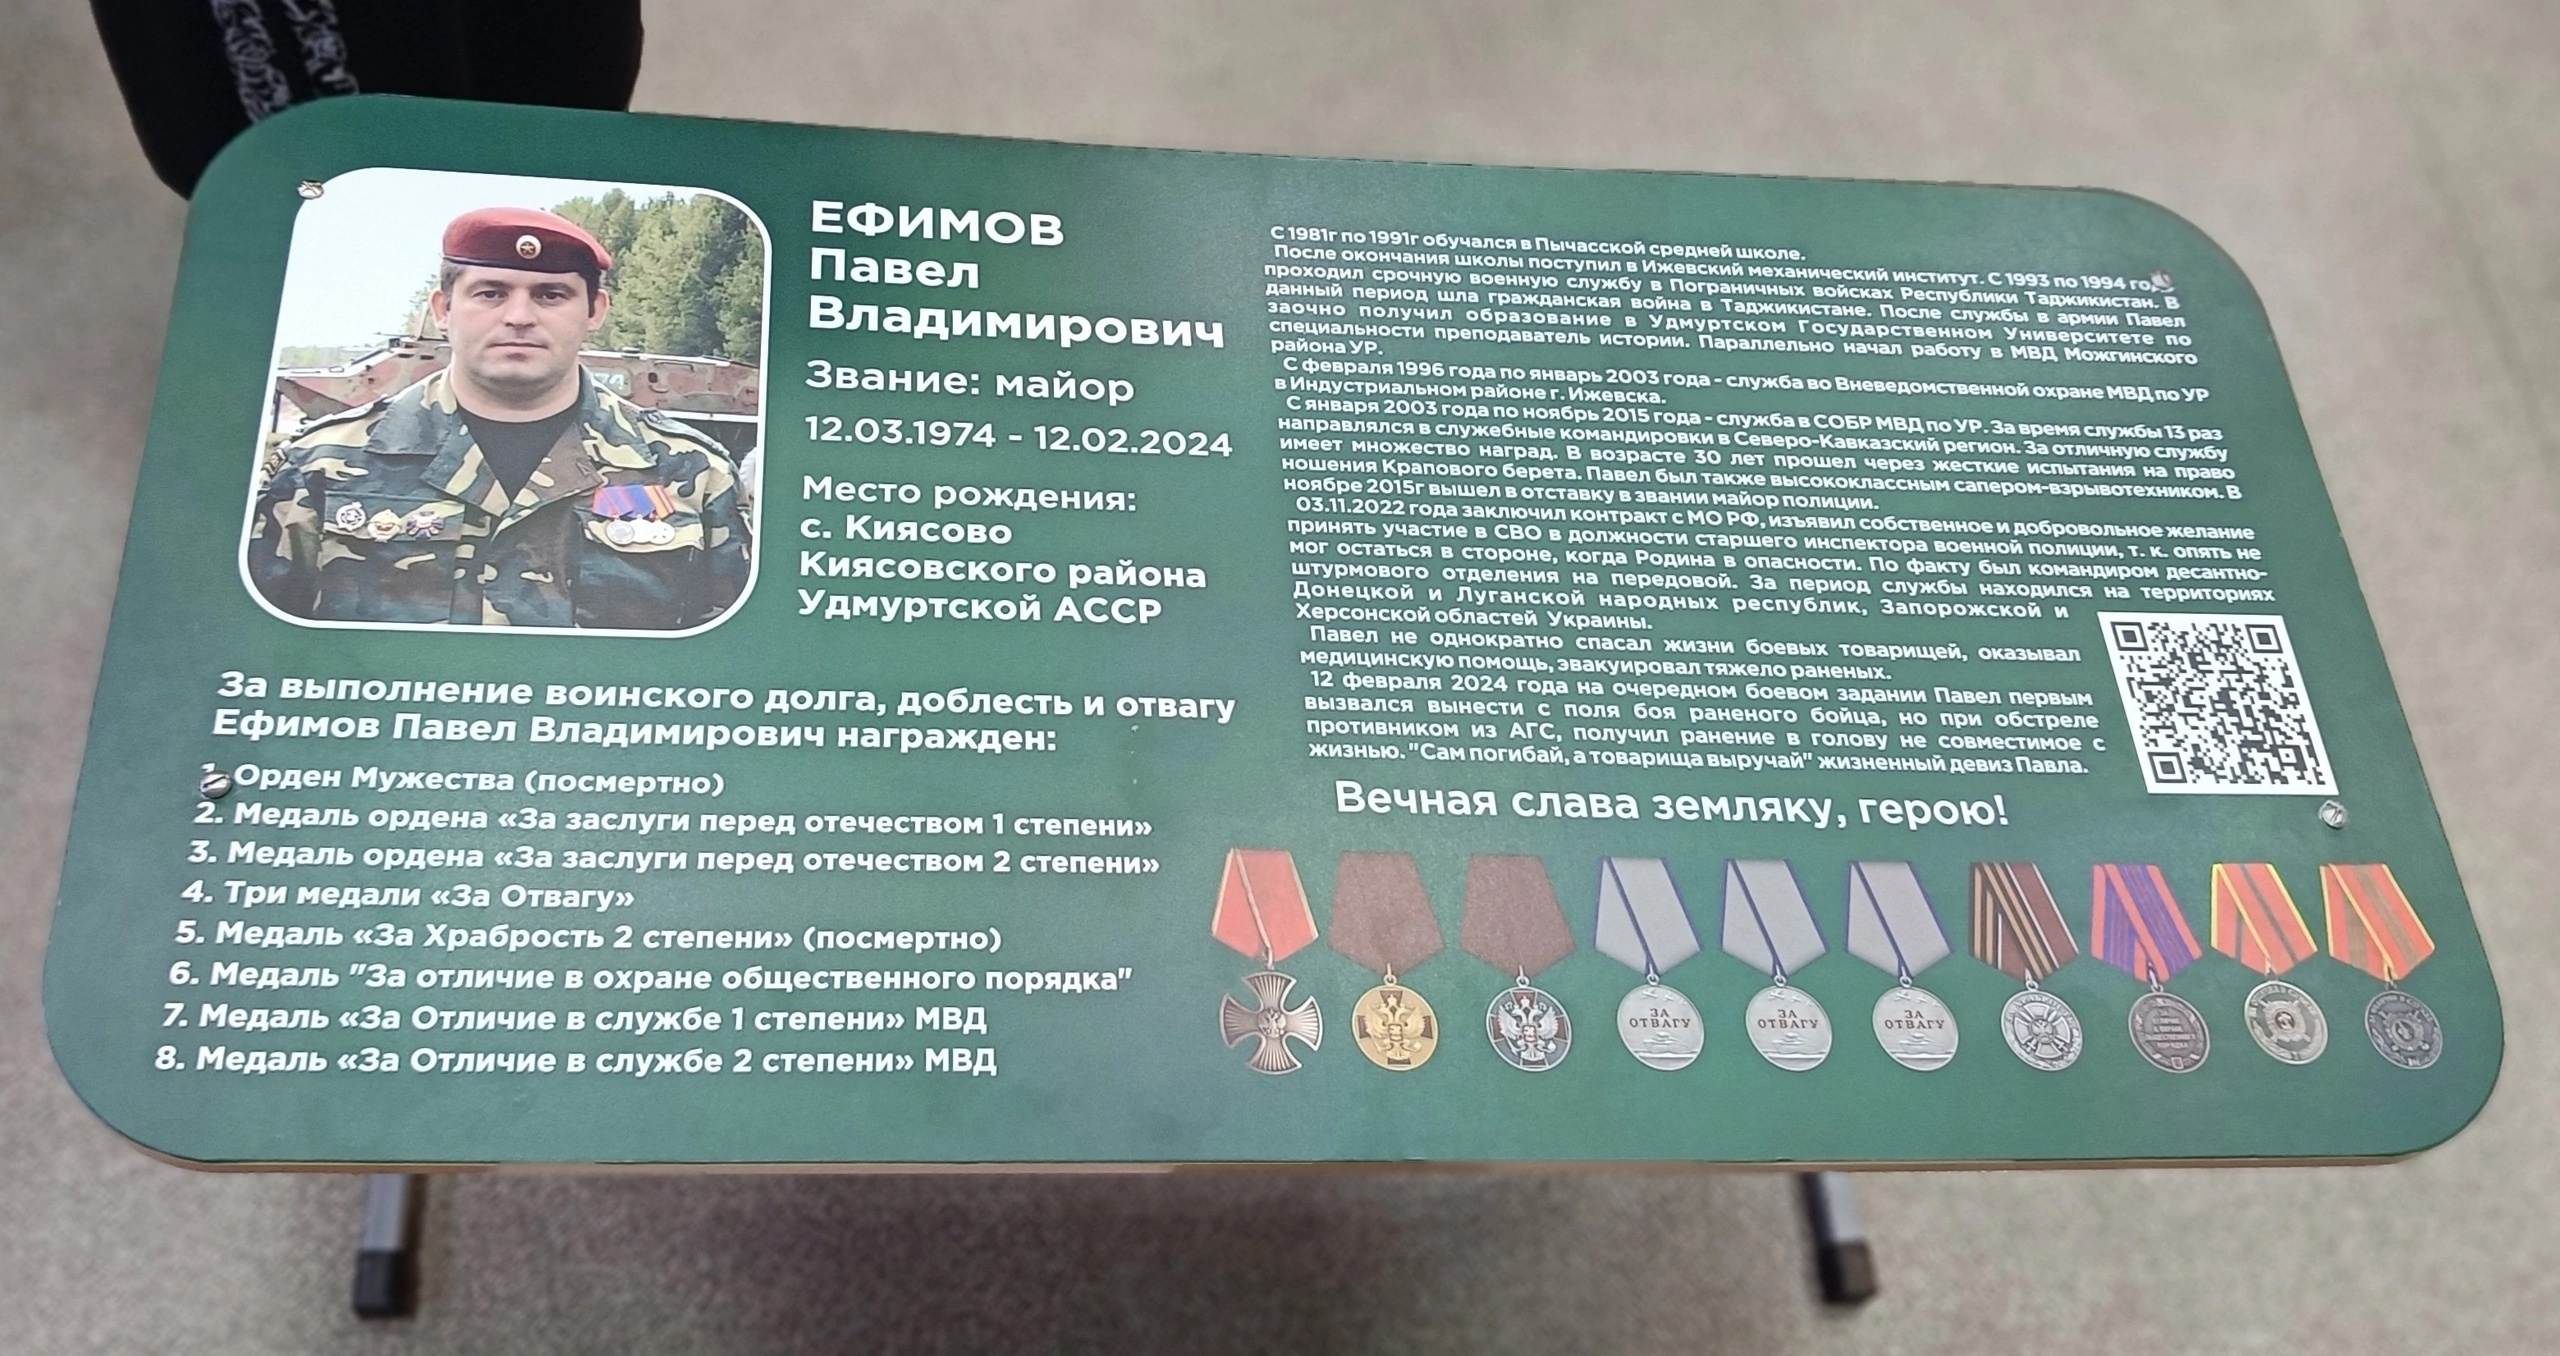 ЕФИМОВ
Павел
Владимирович
Звание: майор
12.03.1974 - 12.02.2024
Место рождения:
с. Киясово
Киясовского района
Удмуртской АССР
За выполнение воинского долга, доблесть и отвагу
Ефимов Павел Владимирович награжден:
1. Орден Мужества (посмертно)
2. Медаль ордена «За заслуги перед отечеством 1 степени»
3. Медаль ордена «За заслуги перед отечеством 2 степени»
4. Три медали «За Отвагу»
5. Медаль «За Храбрость 2 степени» (посмертно)
6. Медаль "За отличие в охране общественного порядка"
7. Медаль «За Отличие в службе 1 степени» МВД
8. Медаль «За Отличие в службе 2 степени» МВД
С 1981г по 1991г обучался в Пычасской средней школе.
После окончания школы поступил в Ижевский механический институт. С 1993 по 1994 го
проходил срочную военную службу в Пограничных войсках Республики Таджикистан. В
данный период шла гражданская война в Таджикистане. После службы в армии Павел
заочно получил образование в Удмуртском Государственном Университете по
специальности преподаватель истории. Параллельно начал работу в МВД Можгинского
района УР.
С февраля 1996 года по январь 2003 года - служба во Вневедомственной охране МВД по УР
в Индустриальном районе г. Ижевска.
С января 2003 года по ноябрь 2015 года - служба в СОБР МВД по УР. За время службы 13 раз
направлялся в служебные командировки в Северо-Кавказский регион. За отличную службу
имеет множество наград. В возрасте 30 лет прошел через жесткие испытания на право
ношения Крапового берета. Павел был также высококлассным сапером-взрывотехником. В
ноябре 2015г вышел в отставку в звании майор полиции.
03.11.2022 года заключил контракт с МО РФ, изъявил собственное и добровольное желание
принять участие в СВО в должности старшего инспектора военной полиции, т. к. опять не
мог остаться в стороне, когда Родина в опасности. По факту был командиром десантно-
штурмового отделения на передовой. За период службы находился на территориях
Донецкой и Луганской народных республик, Запорожской и
Херсонской областей Украины.
Павел не однократно спасал жизни боевых товарищей, оказывал
медицинскую помощь, эвакуировал тяжело раненых.
12 февраля 2024 года на очередном боевом задании Павел первым
вызвался вынести с поля боя раненого бойца, но при обстреле
противником из АГС, получил ранение в голову не совместимое с
жизнью. "Сам погибай, а товарища выручай" жизненный девиз Павла.
Вечная слава земляку, герою!
ЗА ОТВАГУ
ЗА ОТВАГУ
ЗА ОТВАГУ